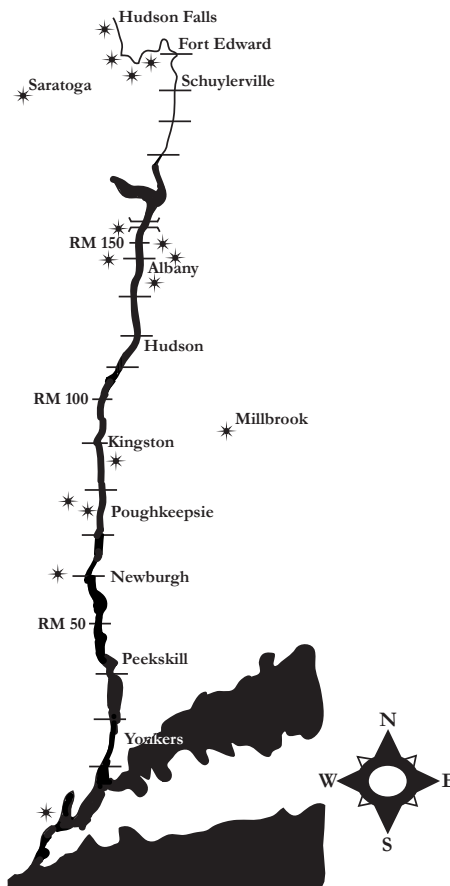 Hudson Falls
Fort Edward
Schuylerville
Saratoga
RM 150
Albany
Hudson
RM 100
Millbrook
Kingston
Poughkeepsie
Newburgh
RM 50
Peekskill
Yonkers
N
W
E
S